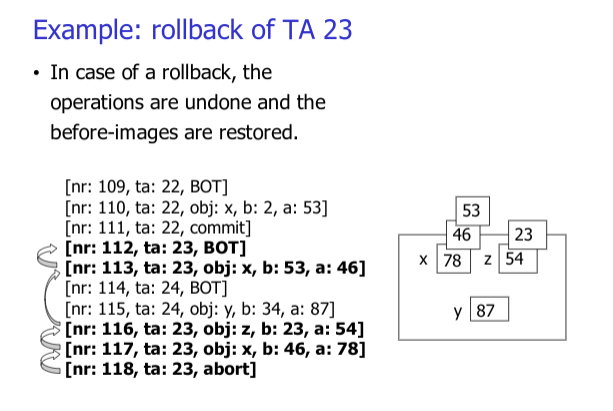 Example: rollback of TA 23
• In case of a rollback, the
operations are undone and the
before-images are restored.
[nr: 109, ta: 22, BOT]
[nr: 110, ta: 22, obj: x, b: 2, a: 53]
[nr: 111, ta: 22, commit]
[nr: 112, ta: 23, BOT]
[nr: 113, ta: 23, obj: x, b: 53, a: 46]
[nr: 114, ta: 24, BOT]
[nr: 115, ta: 24, obj: y, b: 34, a: 87]
[nr: 116, ta: 23, obj: z, b: 23, a: 54]
[nr: 117, ta: 23, obj: x, b: 46, a: 78]
[nr: 118, ta: 23, abort]
53
46 23
x 78 z 54
y 87